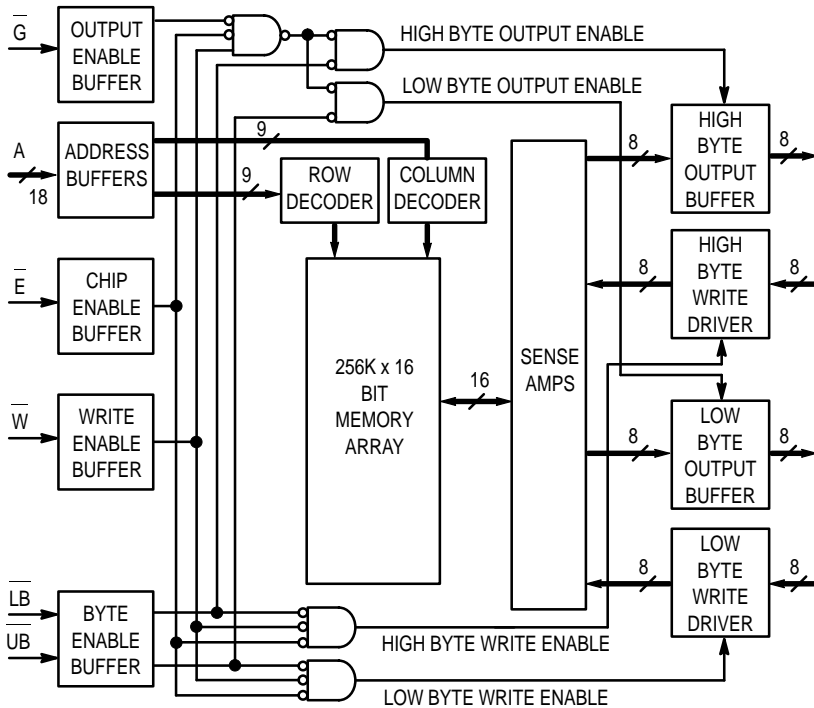 G
OUTPUT
ENABLE
BUFFER
HIGH BYTE OUTPUT ENABLE
LOW BYTE OUTPUT ENABLE
A
18
ADDRESS
BUFFERS
9
9
ROW
DECODER
COLUMN
DECODER
8
HIGH
BYTE
OUTPUT
BUFFER
8
E
CHIP
ENABLE
BUFFER
8
HIGH
BYTE
WRITE
DRIVER
8
256K x 16
BIT
MEMORY
ARRAY
16
SENSE
AMPS
W
WRITE
ENABLE
BUFFER
8
LOW
BYTE
OUTPUT
BUFFER
8
8
LOW
BYTE
WRITE
DRIVER
8
LB
UB
BYTE
ENABLE
BUFFER
HIGH BYTE WRITE ENABLE
LOW BYTE WRITE ENABLE